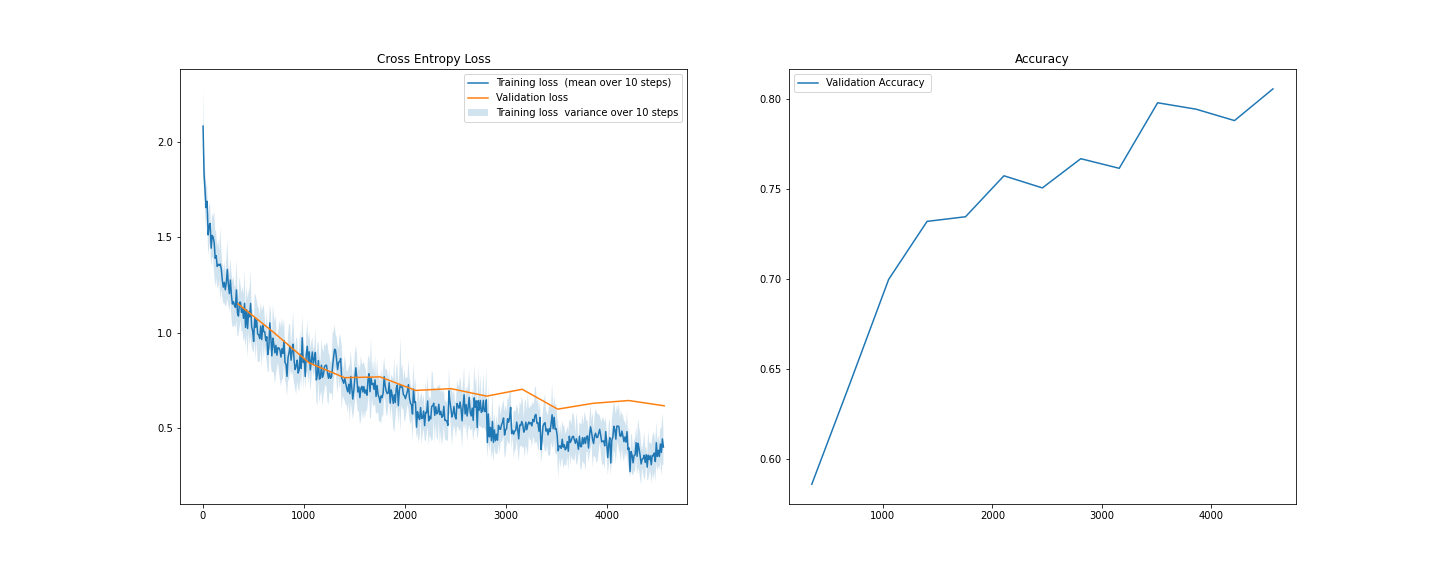 Cross Entropy Loss
Training loss  (mean over 10 steps)
Validation loss
Training loss  variance over 10 steps
2.0
1.5
1.0
0.5
0 1000 2000 3000 4000
Accuracy
Validation Accuracy
0.80
0.75
0.70
0.65
0.60
1000 2000 3000 4000